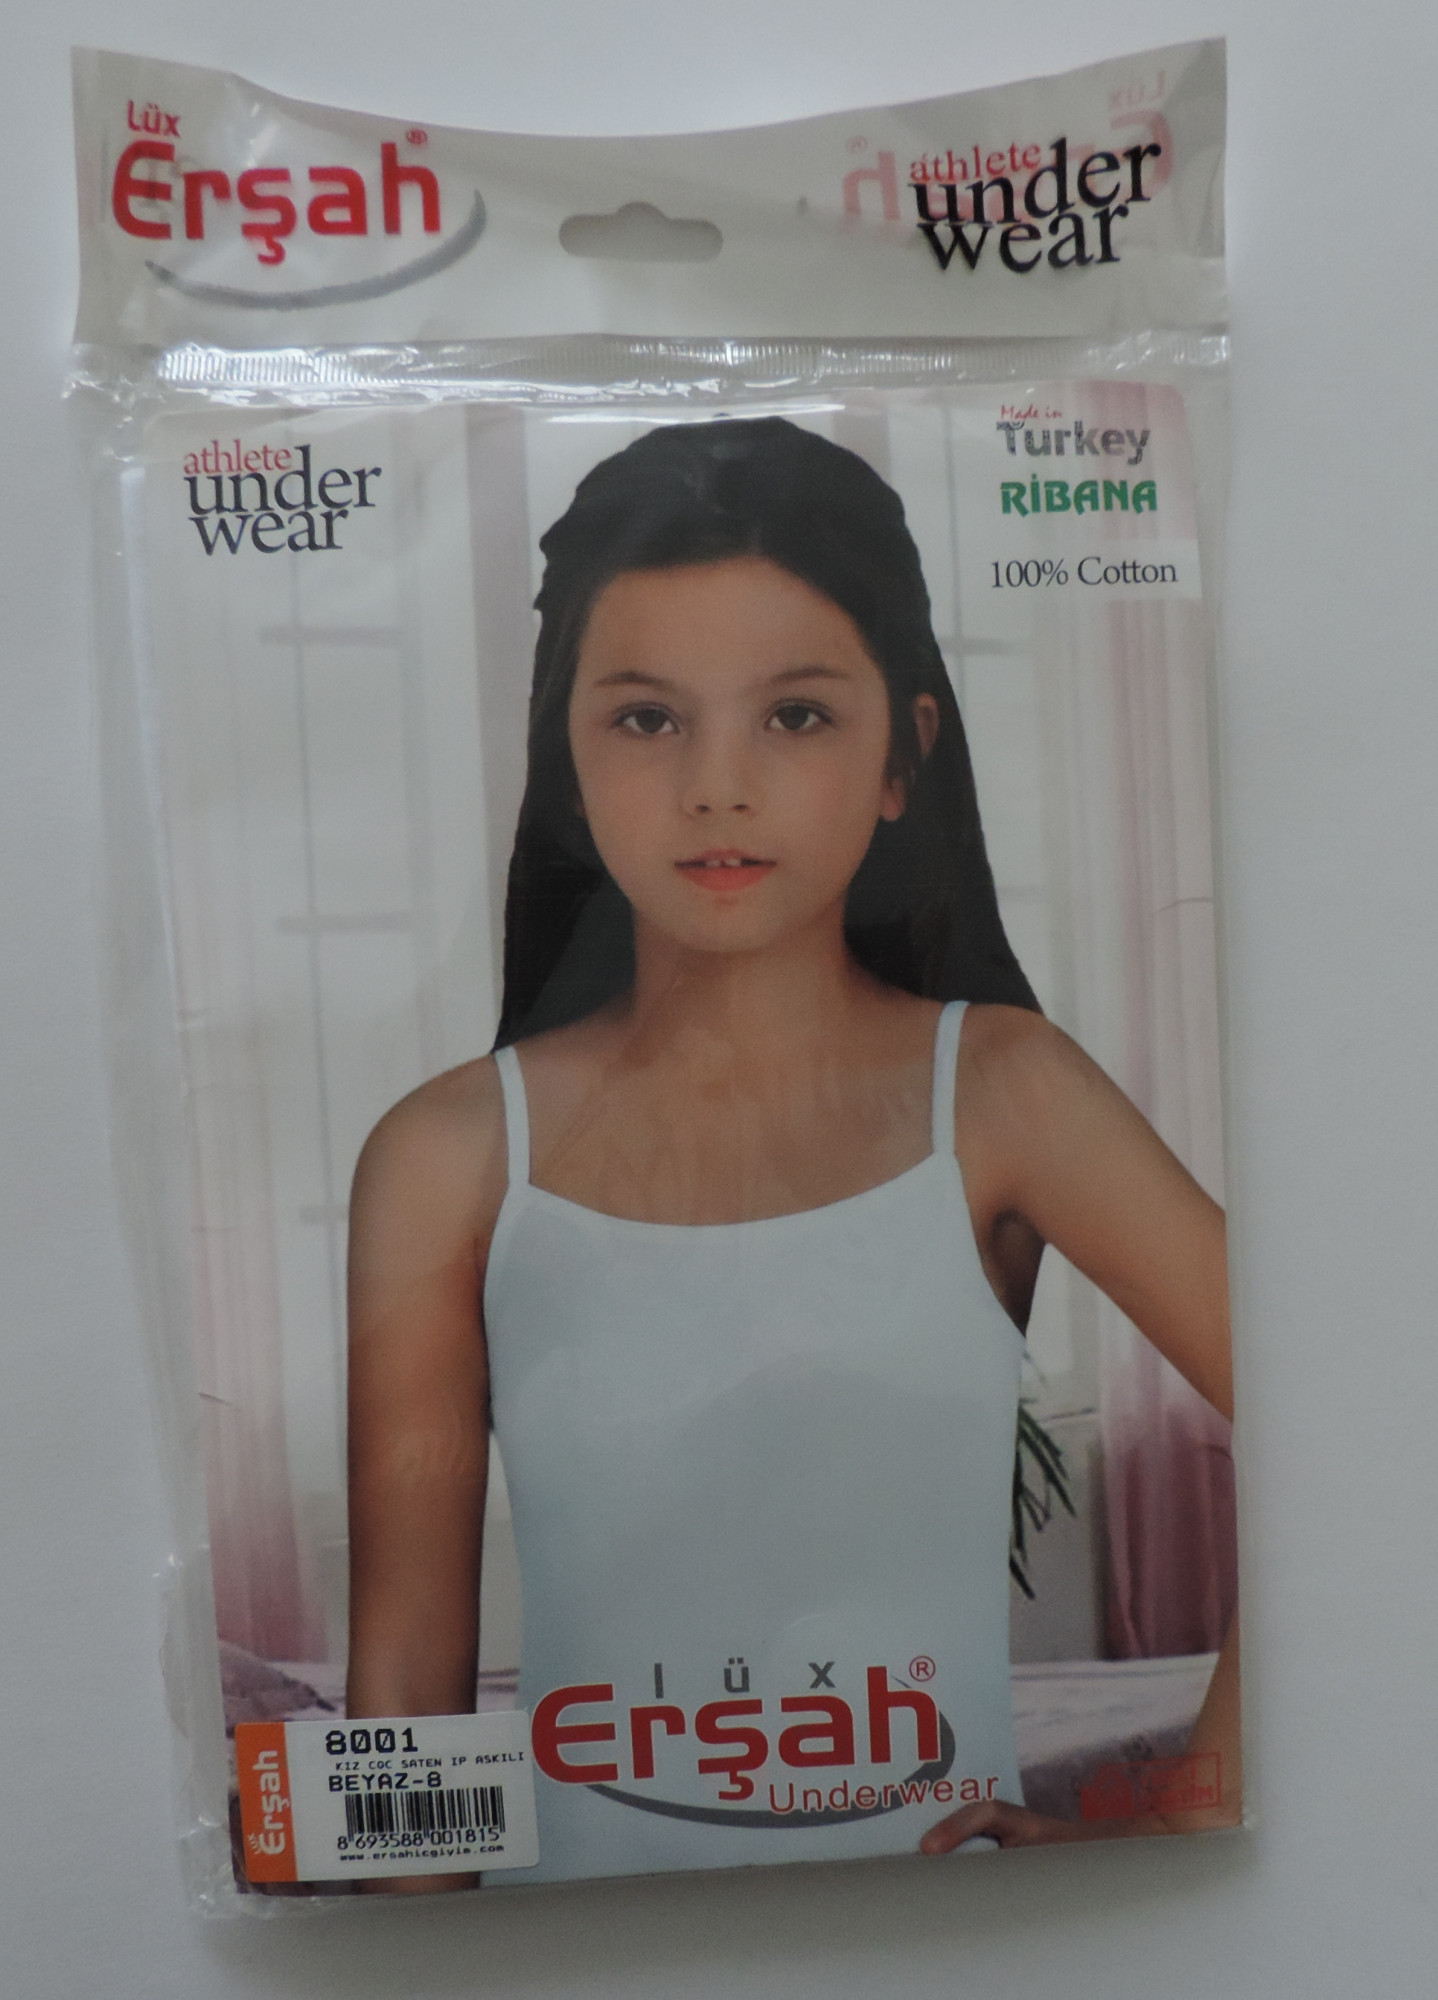 Lüx
Erşah®
athlete
under
wear
athlete
under
wear
Made in
Turkey
RİBANA
100% Cotton
lüx
Erşah®
Underwear
lüx Erşah
8001
KIZ COC SATEN IP ASKILI
BEYAZ-8
8 693588 001815
www.ersahicgiyim.com